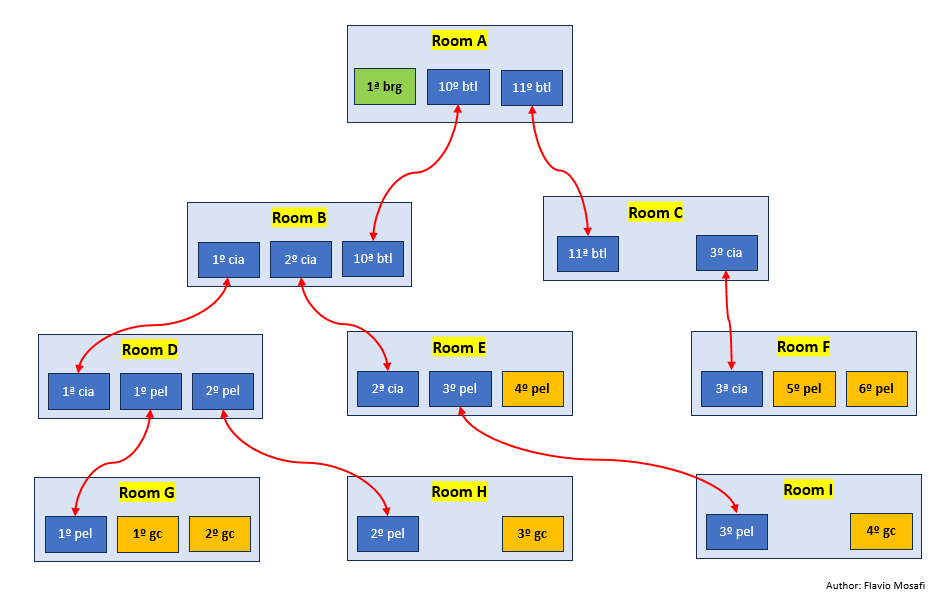 Room A
1ª brg
10º btl
11º btl
Room B
1º cia
2º cia
10ª btl
Room C
11ª btl
3º cia
Room D
1ª cia
1º pel
2º pel
Room E
2ª cia
3º pel
4º pel
Room F
3ª cia
5º pel
6º pel
Room G
1º pel
1º gc
2º gc
Room H
2º pel
3º gc
Room I
3º pel
4º gc
Author: Flavio Mosafi